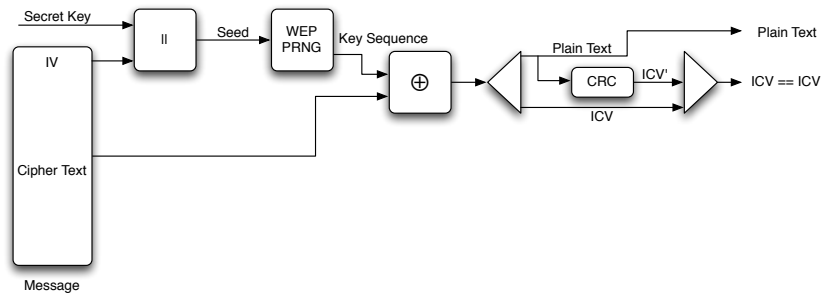 Secret Key
IV
Cipher Text
Message
||
Seed
WEP
PRNG
Key Sequence
⊕
Plain Text
CRC
ICV'
ICV
Plain Text
ICV == ICV